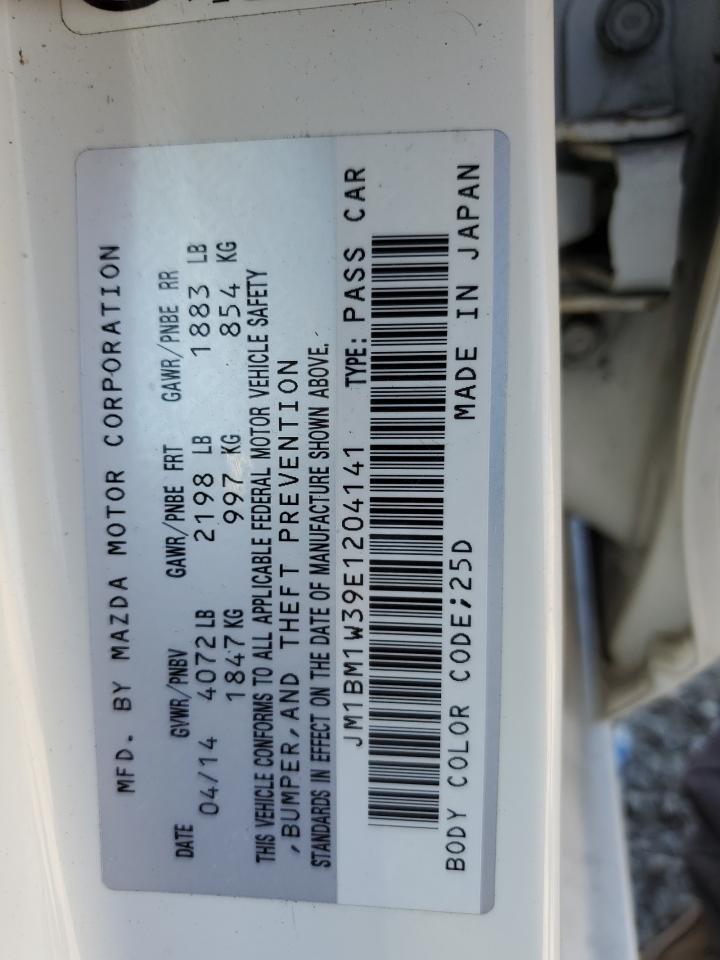 MFD. BY MAZDA MOTOR CORPORATION
DATE GVWR/PNBV GAWR/PNBE FRT GAWR/PNBE RR
04/14 4072 LB 2198 LB 1883 LB
1847 KG 997 KG 854 KG
THIS VEHICLE CONFORMS TO ALL APPLICABLE FEDERAL MOTOR VEHICLE SAFETY
,BUMPER,AND THEFT PREVENTION
STANDARDS IN EFFECT ON THE DATE OF MANUFACTURE SHOWN ABOVE.
JM1BM1W39E1204141 TYPE: PASS CAR
BODY COLOR CODE;25D MADE IN JAPAN